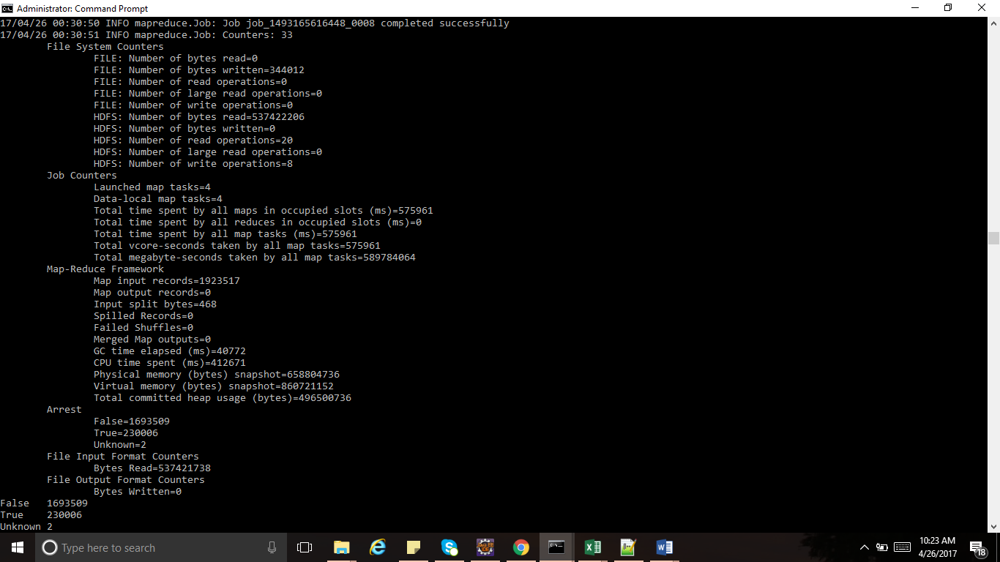 Administrator: Command Prompt
17/04/26 00:30:50 INFO mapreduce.Job: Job job_1493165616448_0008 completed successfully
17/04/26 00:30:51 INFO mapreduce.Job: Counters: 33
File System Counters
FILE: Number of bytes read=0
FILE: Number of bytes written=344012
FILE: Number of read operations=0
FILE: Number of large read operations=0
FILE: Number of write operations=0
HDFS: Number of bytes read=537422206
HDFS: Number of bytes written=0
HDFS: Number of read operations=20
HDFS: Number of large read operations=0
HDFS: Number of write operations=8
Job Counters
Launched map tasks=4
Data-local map tasks=4
Total time spent by all maps in occupied slots (ms)=575961
Total time spent by all reduces in occupied slots (ms)=0
Total time spent by all map tasks (ms)=575961
Total vcore-seconds taken by all map tasks=575961
Total megabyte-seconds taken by all map tasks=589784064
Map-Reduce Framework
Map input records=1923517
Map output records=0
Input split bytes=468
Spilled Records=0
Failed Shuffles=0
Merged Map outputs=0
GC time elapsed (ms)=40772
CPU time spent (ms)=412671
Physical memory (bytes) snapshot=658804736
Virtual memory (bytes) snapshot=860721152
Total committed heap usage (bytes)=496500736
Arrest
False=1693509
True=230006
Unknown=2
File Input Format Counters
Bytes Read=537421738
File Output Format Counters
Bytes Written=0
False 1693509
True 230006
Unknown 2
Type here to search
10:23 AM
4/26/2017
18